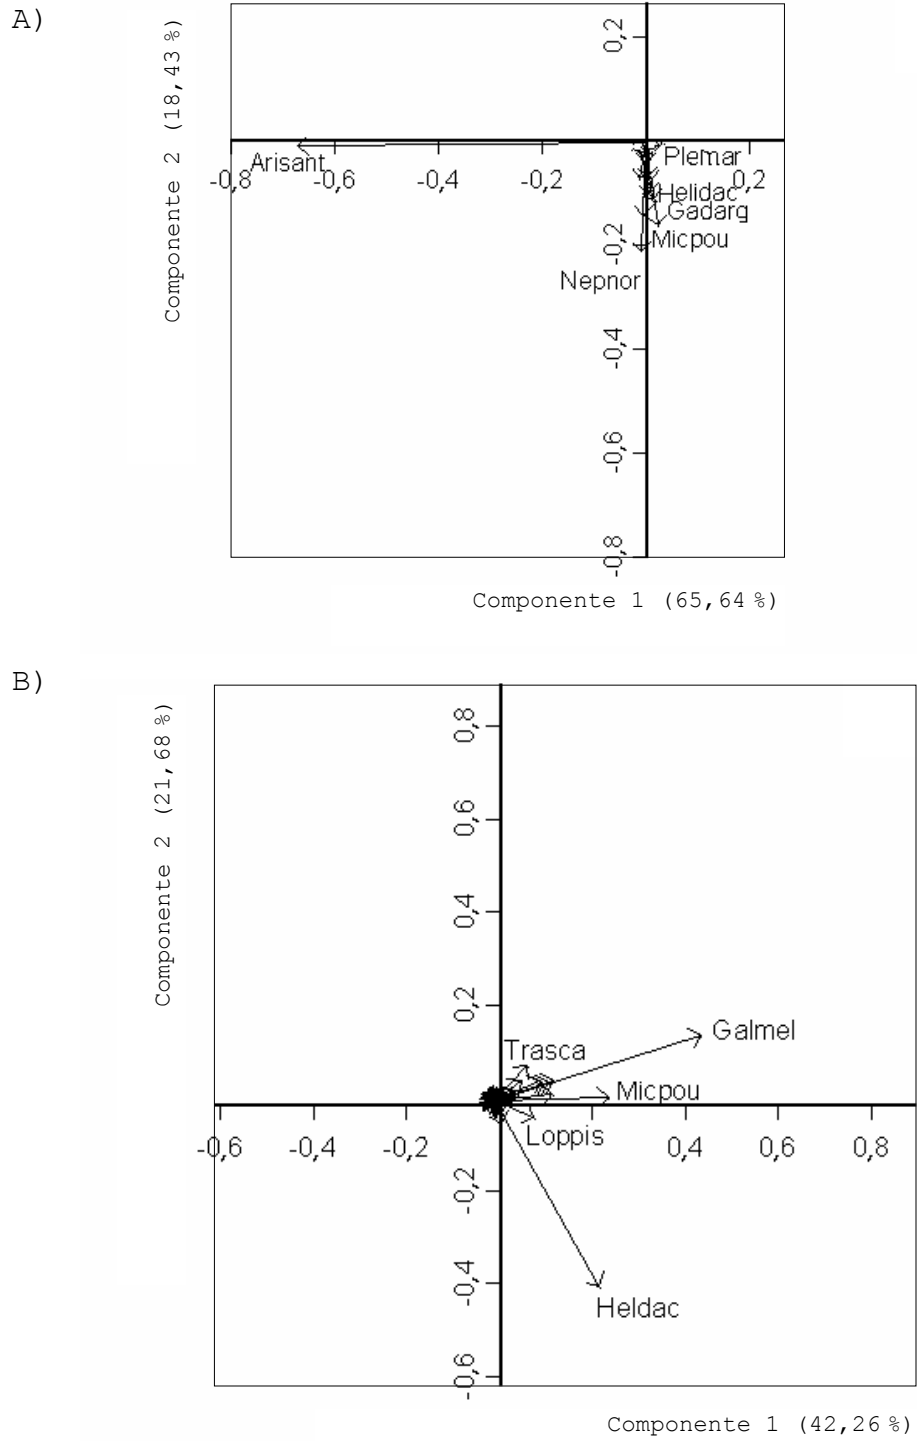 A)
Componente 2 (18,43 %)
0,2
Arisant
Plemar
-0,8
-0,6
-0,4
-0,2
0,2
Helidac
Gadarg
-0,2
Micpou
Nepnor
-0,4
-0,6
-0,8
Componente 1 (65,64 %)
B)
Componente 2 (21,68 %)
0,8
0,6
0,4
0,2
Galmel
Trasca
Micpou
Loppis
-0,6
-0,4
-0,2
0,4
0,6
0,8
-0,2
-0,4
Heldac
-0,6
Componente 1 (42,26 %)